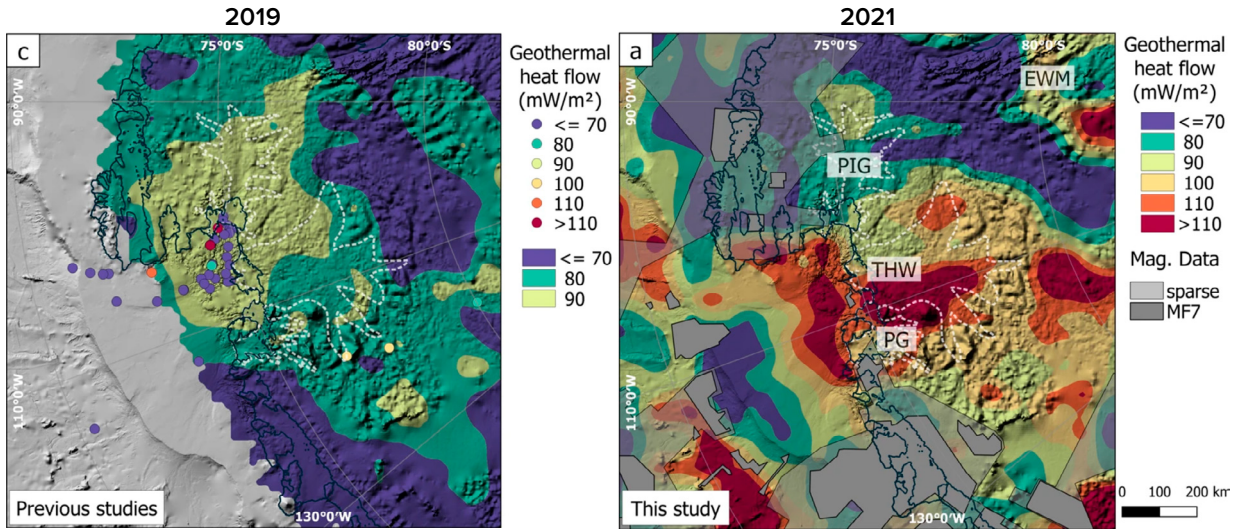 2019
2021
c
75°0'S
80°0'S
90°0'W
110°0'W
130°0'W
Previous studies
Geothermal
heat flow
(mW/m²)
<= 70
80
90
100
110
>110
<= 70
80
90
a
75°0'S
80°0'S
90°0'W
110°0'W
130°0'W
EWM
PIG
THW
PG
This study
Geothermal
heat flow
(mW/m²)
<=70
80
90
100
110
>110
Mag. Data
sparse
MF7
0 100 200 km